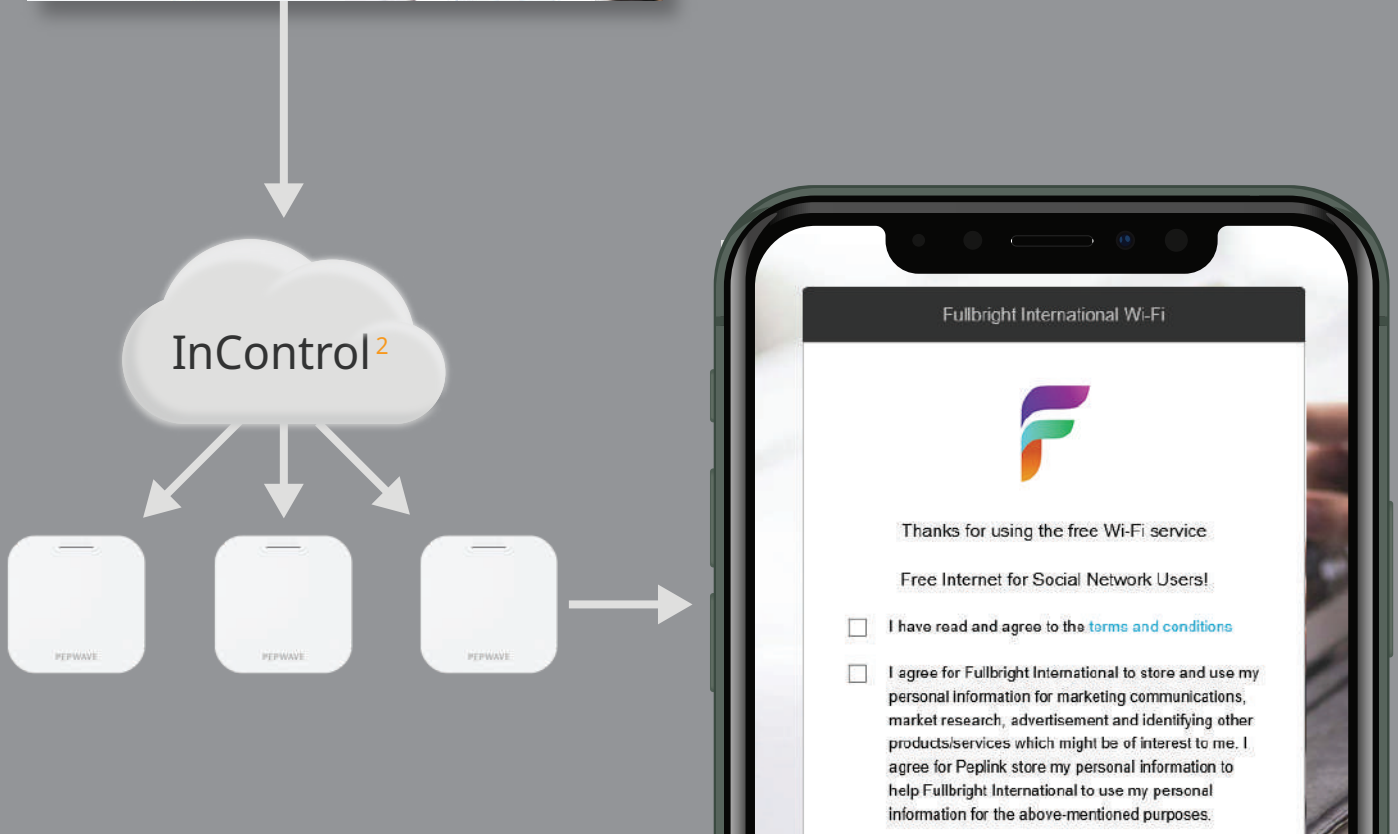 InControl 2
PEPWAVE
PEPWAVE
PEPWAVE
Fullbright International Wi-Fi
Thanks for using the free Wi-Fi service
Free Internet for Social Network Users!
I have read and agree to the terms and conditions
I agree for Fullbright International to store and use my
personal information for marketing communications,
market research, advertisement and identifying other
products/services which might be of interest to me. I
agree for Peplink store my personal information to
help Fullbright International to use my personal
information for the above-mentioned purposes.